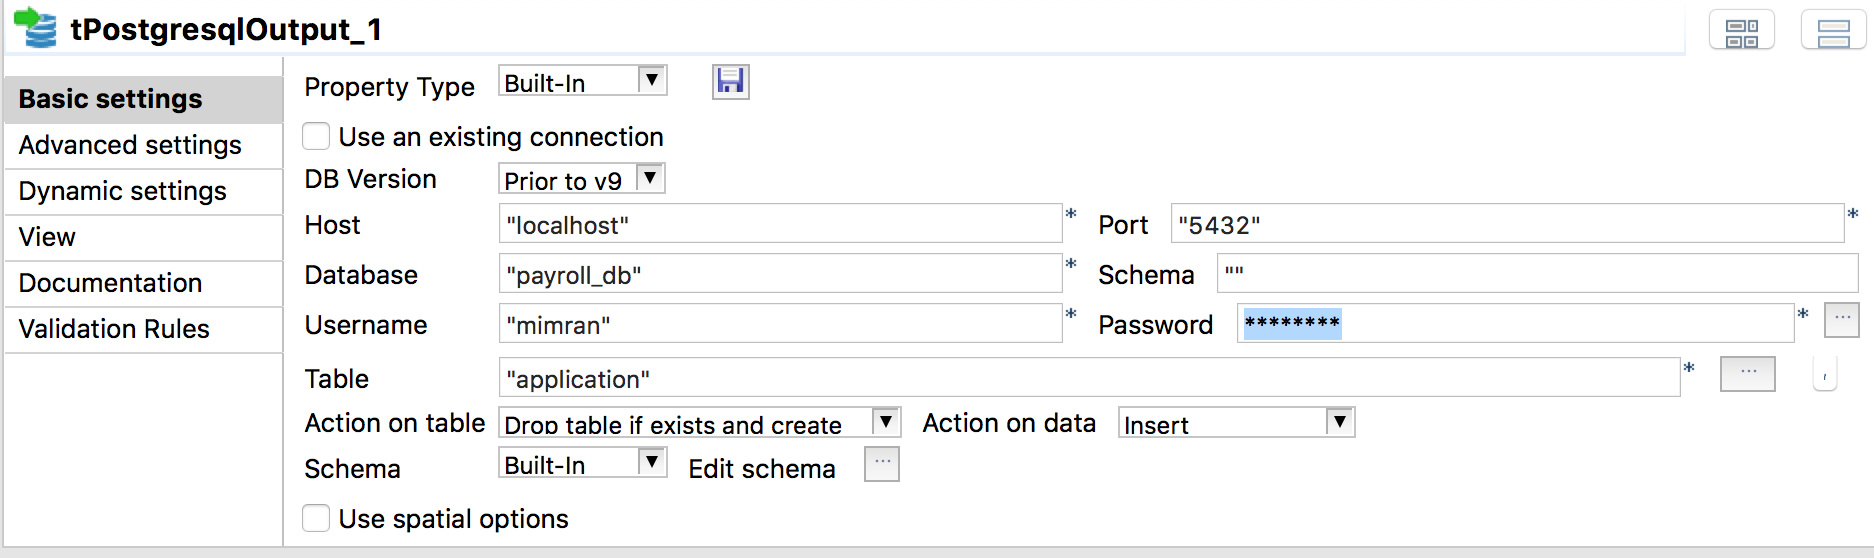 tPostgresqlOutput_1
Basic settings
Advanced settings
Dynamic settings
View
Documentation
Validation Rules
Property Type Built-In
Use an existing connection
DB Version Prior to v9
Host "localhost" * Port "5432" *
Database "payroll_db" * Schema ""
Username "mimran" * Password ******** * ...
Table "application" * ...
Action on table Drop table if exists and create Action on data Insert
Schema Built-In Edit schema ...
Use spatial options